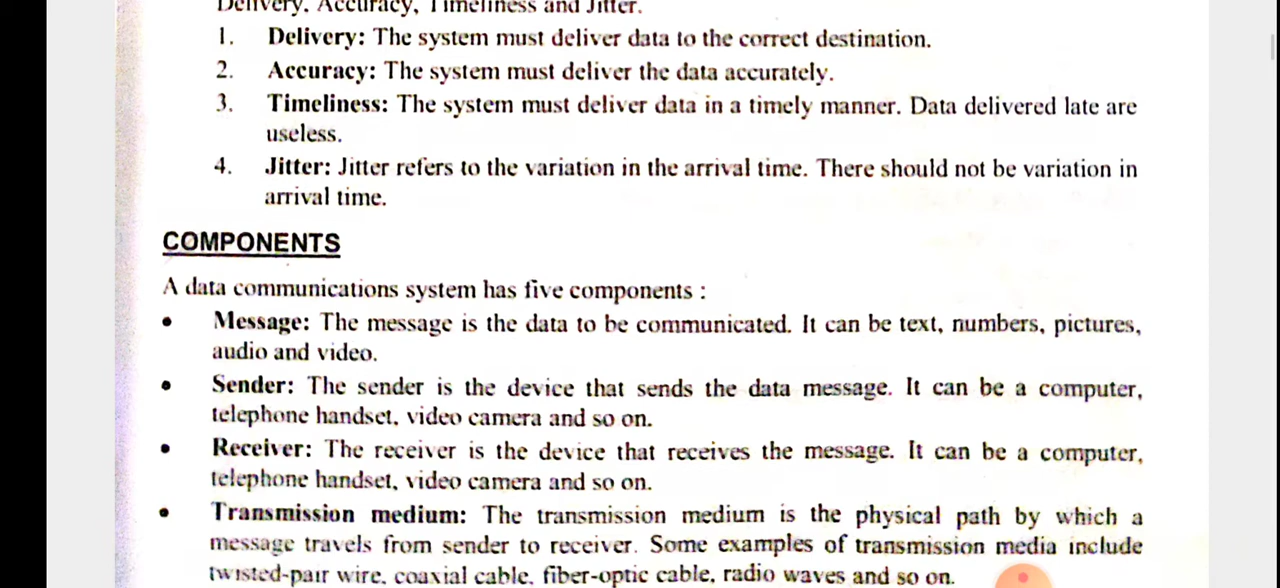 Delivery, Accuracy, Timeliness and Jitter.
1. Delivery: The system must deliver data to the correct destination.
2. Accuracy: The system must deliver the data accurately.
3. Timeliness: The system must deliver data in a timely manner. Data delivered late are
useless.
4. Jitter: Jitter refers to the variation in the arrival time. There should not be variation in
arrival time.
COMPONENTS
A data communications system has five components :
• Message: The message is the data to be communicated. It can be text, numbers, pictures,
audio and video.
• Sender: The sender is the device that sends the data message. It can be a computer,
telephone handset, video camera and so on.
• Receiver: The receiver is the device that receives the message. It can be a computer,
telephone handset, video camera and so on.
• Transmission medium: The transmission medium is the physical path by which a
message travels from sender to receiver. Some examples of transmission media include
twisted-pair wire, coaxial cable, fiber-optic cable, radio waves and so on.